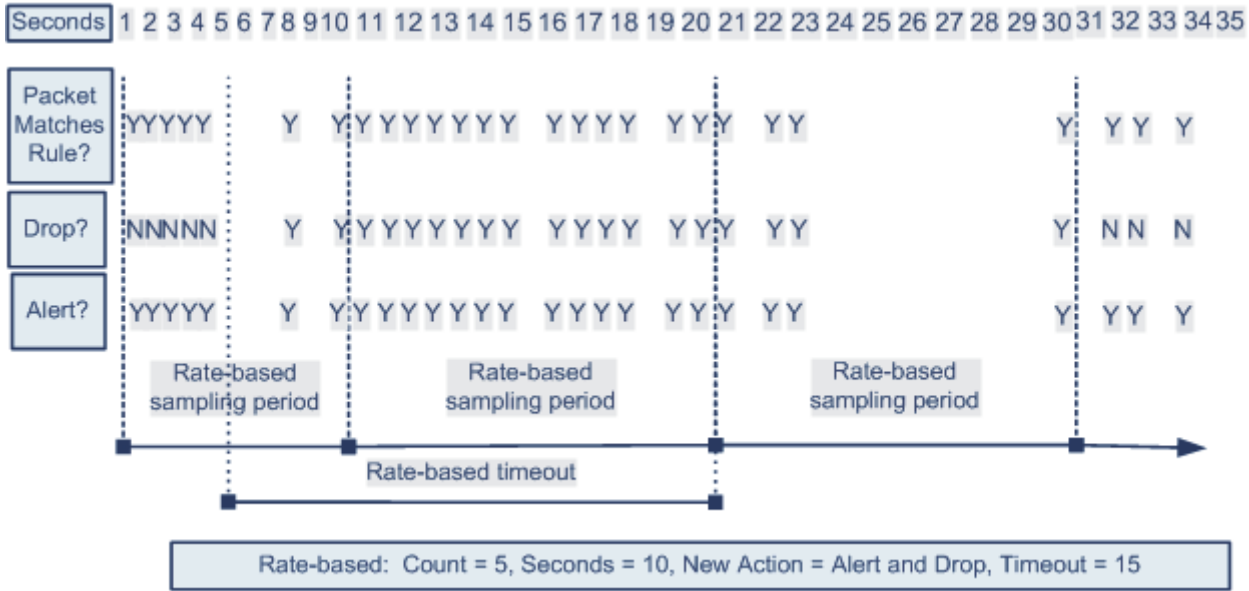 Seconds 1 2 3 4 5 6 7 8 9 10 11 12 13 14 15 16 17 18 19 20 21 22 23 24 25 26 27 28 29 30 31 32 33 34 35
Packet
Matches
Rule?
YYYYY Y Y Y Y Y Y Y Y Y Y Y Y Y Y Y Y Y Y Y Y Y Y
Drop?
NNNNN Y Y Y Y Y Y Y Y Y Y Y Y Y Y Y Y Y Y Y N N N
Alert?
YYYYY Y Y Y Y Y Y Y Y Y Y Y Y Y Y Y Y Y Y Y Y Y Y
Rate-based
sampling period
Rate-based
sampling period
Rate-based
sampling period
Rate-based timeout
Rate-based: Count = 5, Seconds = 10, New Action = Alert and Drop, Timeout = 15